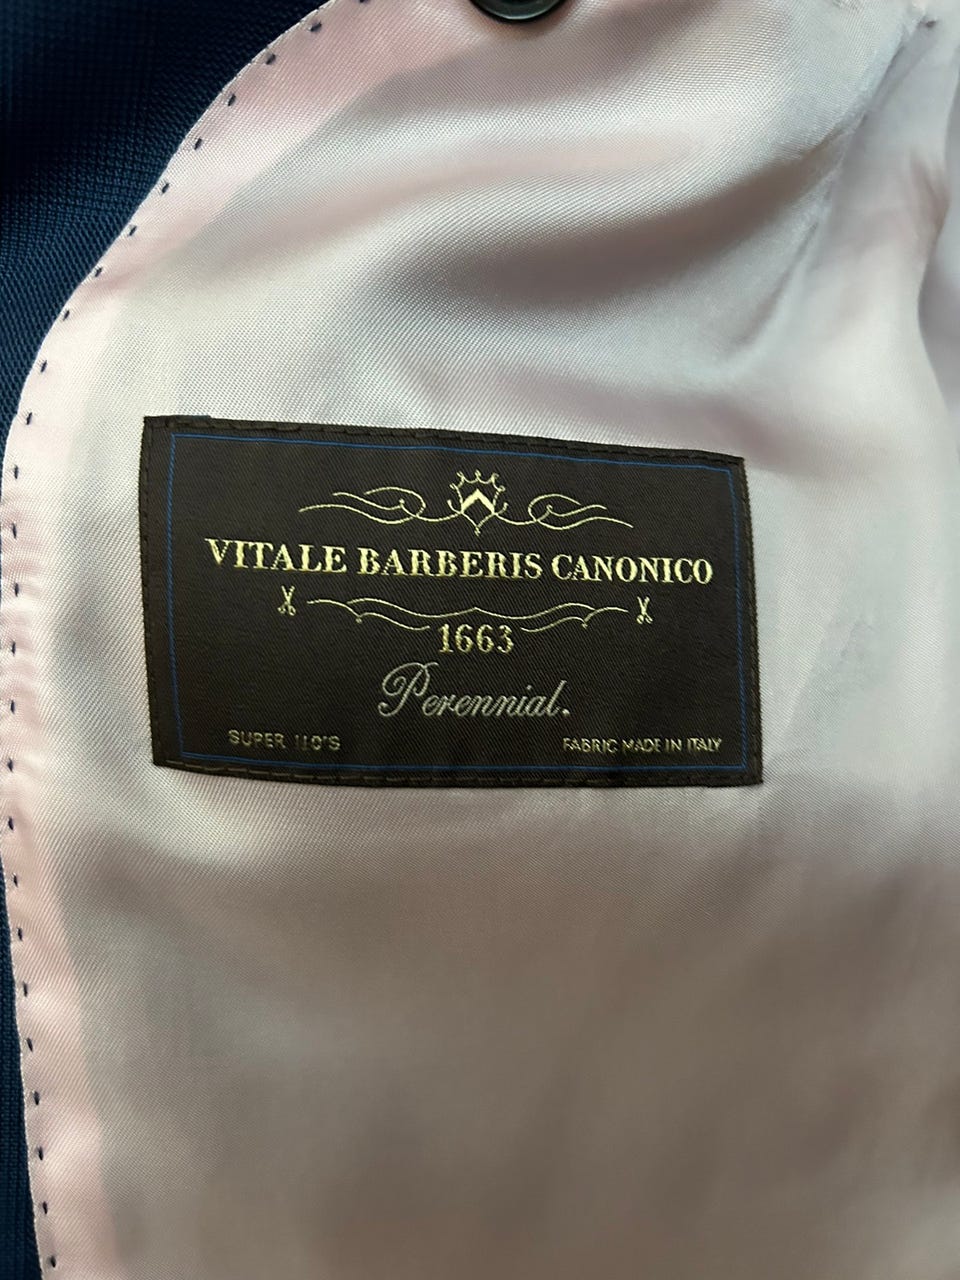 VITALE BARBERIS CANONICO
1663
Perennial.
SUPER 110'S
FABRIC MADE IN ITALY